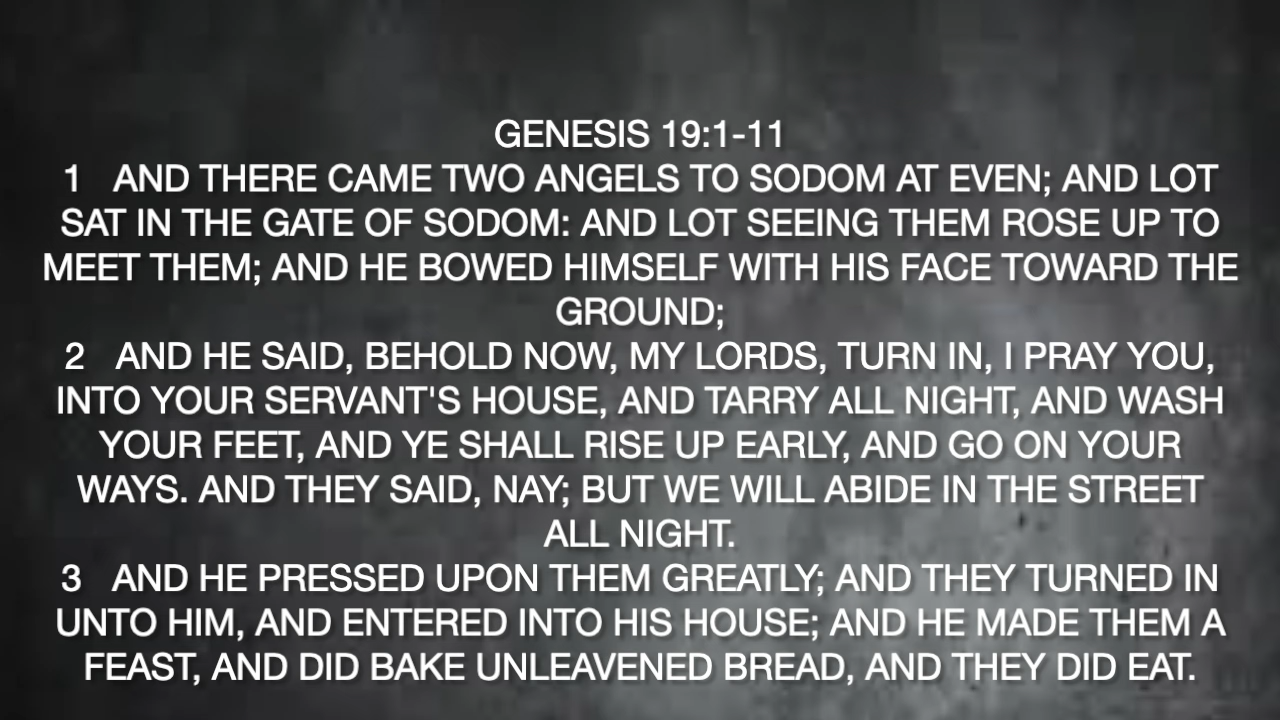 GENESIS 19:1-11
1 AND THERE CAME TWO ANGELS TO SODOM AT EVEN; AND LOT
SAT IN THE GATE OF SODOM: AND LOT SEEING THEM ROSE UP TO
MEET THEM; AND HE BOWED HIMSELF WITH HIS FACE TOWARD THE
GROUND;
2 AND HE SAID, BEHOLD NOW, MY LORDS, TURN IN, I PRAY YOU,
INTO YOUR SERVANT'S HOUSE, AND TARRY ALL NIGHT, AND WASH
YOUR FEET, AND YE SHALL RISE UP EARLY, AND GO ON YOUR
WAYS. AND THEY SAID, NAY; BUT WE WILL ABIDE IN THE STREET
ALL NIGHT.
3 AND HE PRESSED UPON THEM GREATLY; AND THEY TURNED IN
UNTO HIM, AND ENTERED INTO HIS HOUSE; AND HE MADE THEM A
FEAST, AND DID BAKE UNLEAVENED BREAD, AND THEY DID EAT.